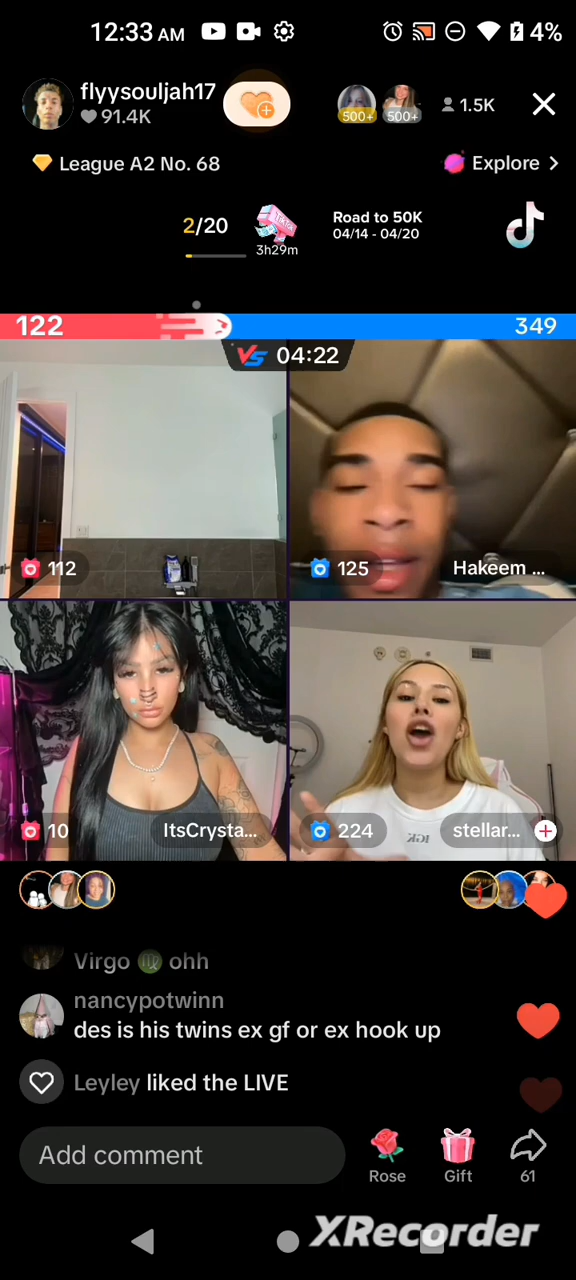 12:33 AM
4%
flyysouljah17
91.4K
500+
500+
1.5K
League A2 No. 68
Explore >
2/20
TikTok
3h29m
Road to 50K
04/14 - 04/20
122
349
VS 04:22
112
125
Hakeem ...
10
ItsCrysta...
224
stellar...
Virgo ♍ ohh
nancypotwinn
des is his twins ex gf or ex hook up
Leyley liked the LIVE
Add comment
Rose
Gift
61
XRecorder